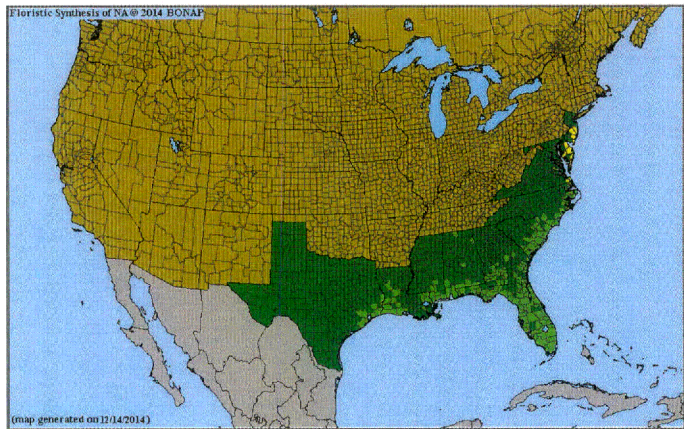 Floristic Synthesis of NA © 2014 BONAP
(map generated on 12/14/2014)